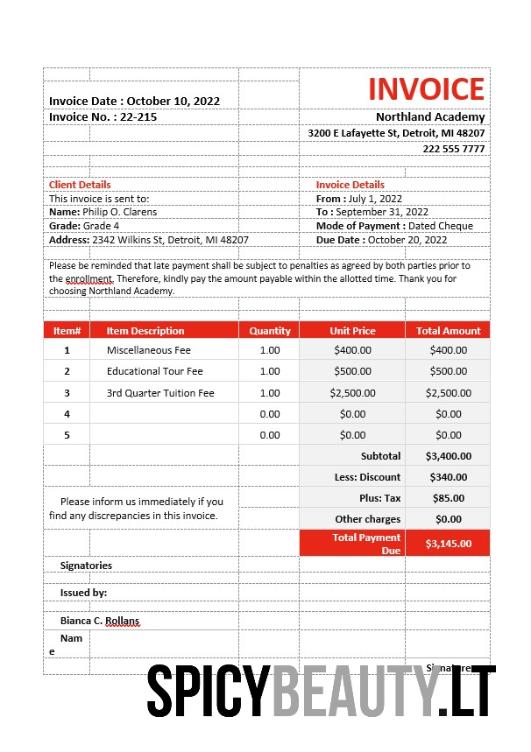 INVOICE
Invoice Date : October 10, 2022
Invoice No. : 22-215
Northland Academy
3200 E Lafayette St, Detroit, MI 48207
222 555 7777
Client Details
This invoice is sent to:
Name: Philip O. Clarens
Grade: Grade 4
Address: 2342 Wilkins St, Detroit, MI 48207
Invoice Details
From : July 1, 2022
To : September 31, 2022
Mode of Payment : Dated Cheque
Due Date : October 20, 2022
Please be reminded that late payment shall be subject to penalties as agreed by both parties prior to
the enrollment. Therefore, kindly pay the amount payable within the allotted time. Thank you for
choosing Northland Academy.
Item# Item Description Quantity Unit Price Total Amount
1 Miscellaneous Fee 1.00 $400.00 $400.00
2 Educational Tour Fee 1.00 $500.00 $500.00
3 3rd Quarter Tuition Fee 1.00 $2,500.00 $2,500.00
4 0.00 $0.00 $0.00
5 0.00 $0.00 $0.00
Subtotal $3,400.00
Less: Discount $340.00
Plus: Tax $85.00
Other charges $0.00
Please inform us immediately if you
find any discrepancies in this invoice.
Total Payment
Due $3,145.00
Signatories
Issued by:
Bianca C. Rollans
Nam
e
SPICYBEAUTY.LT